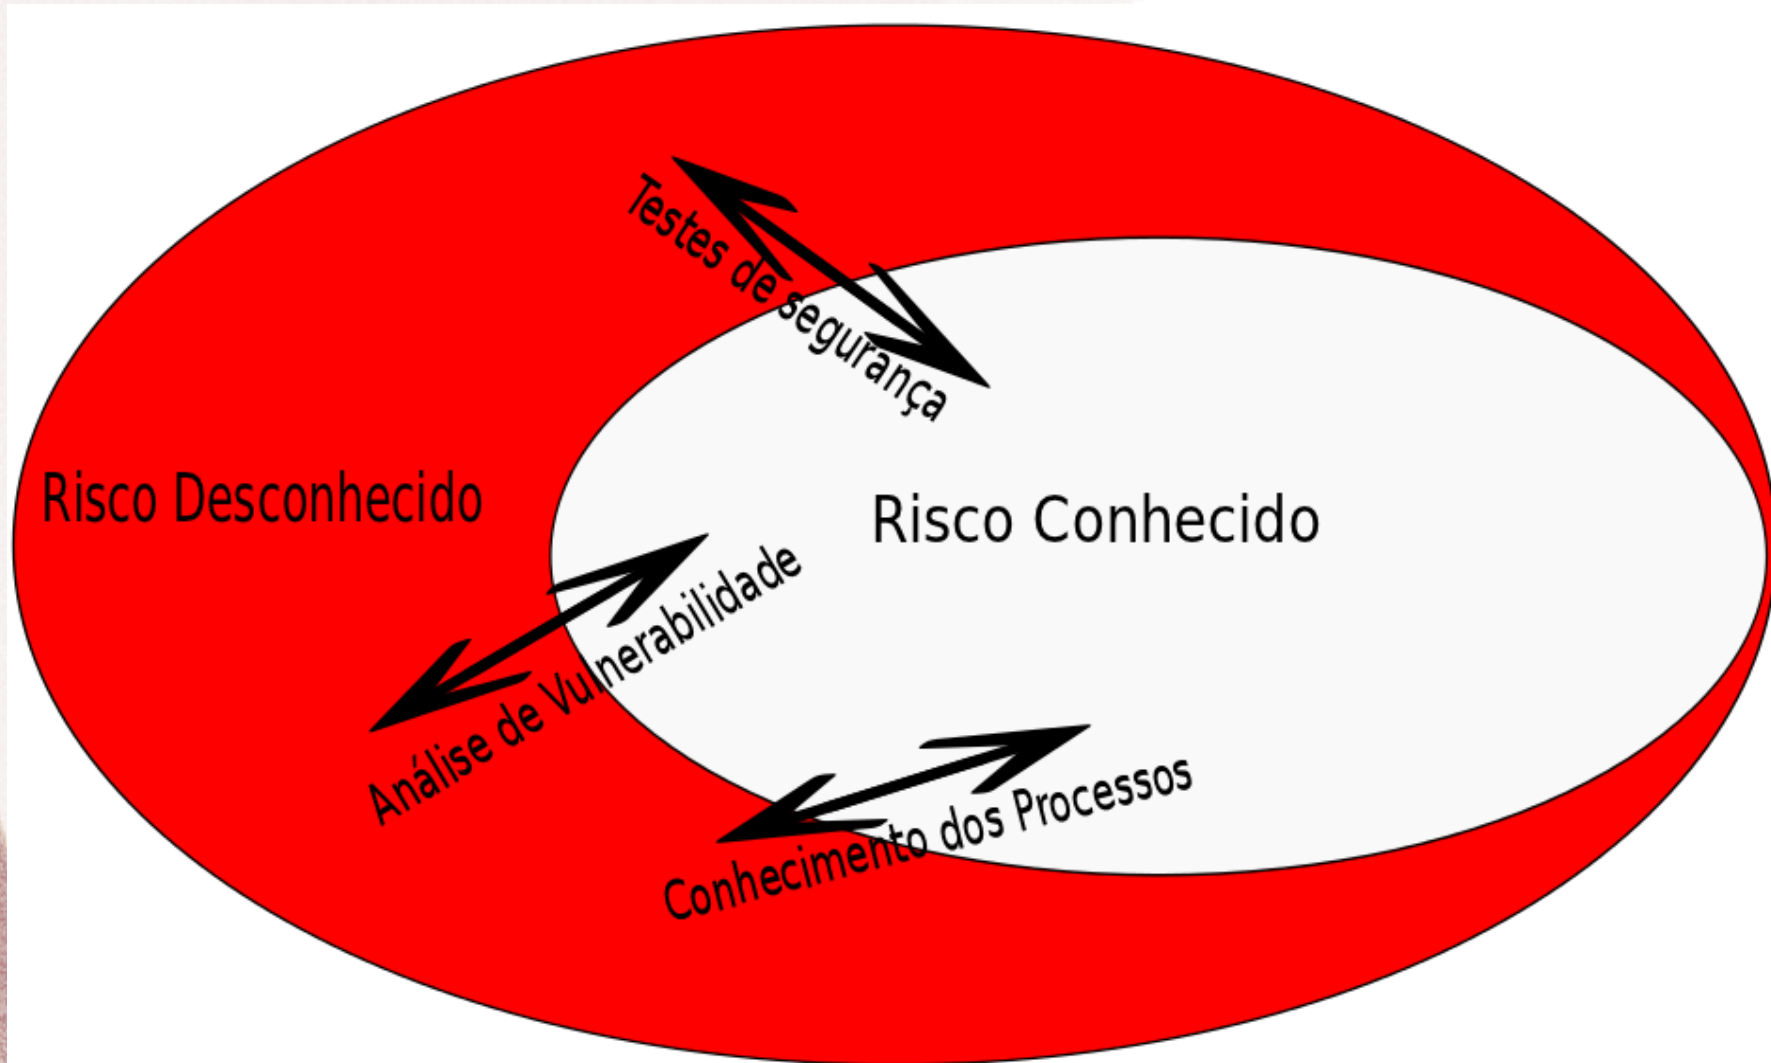 Testes de segurança
Risco Desconhecido
Risco Conhecido
Análise de Vulnerabilidade
Conhecimento dos Processos